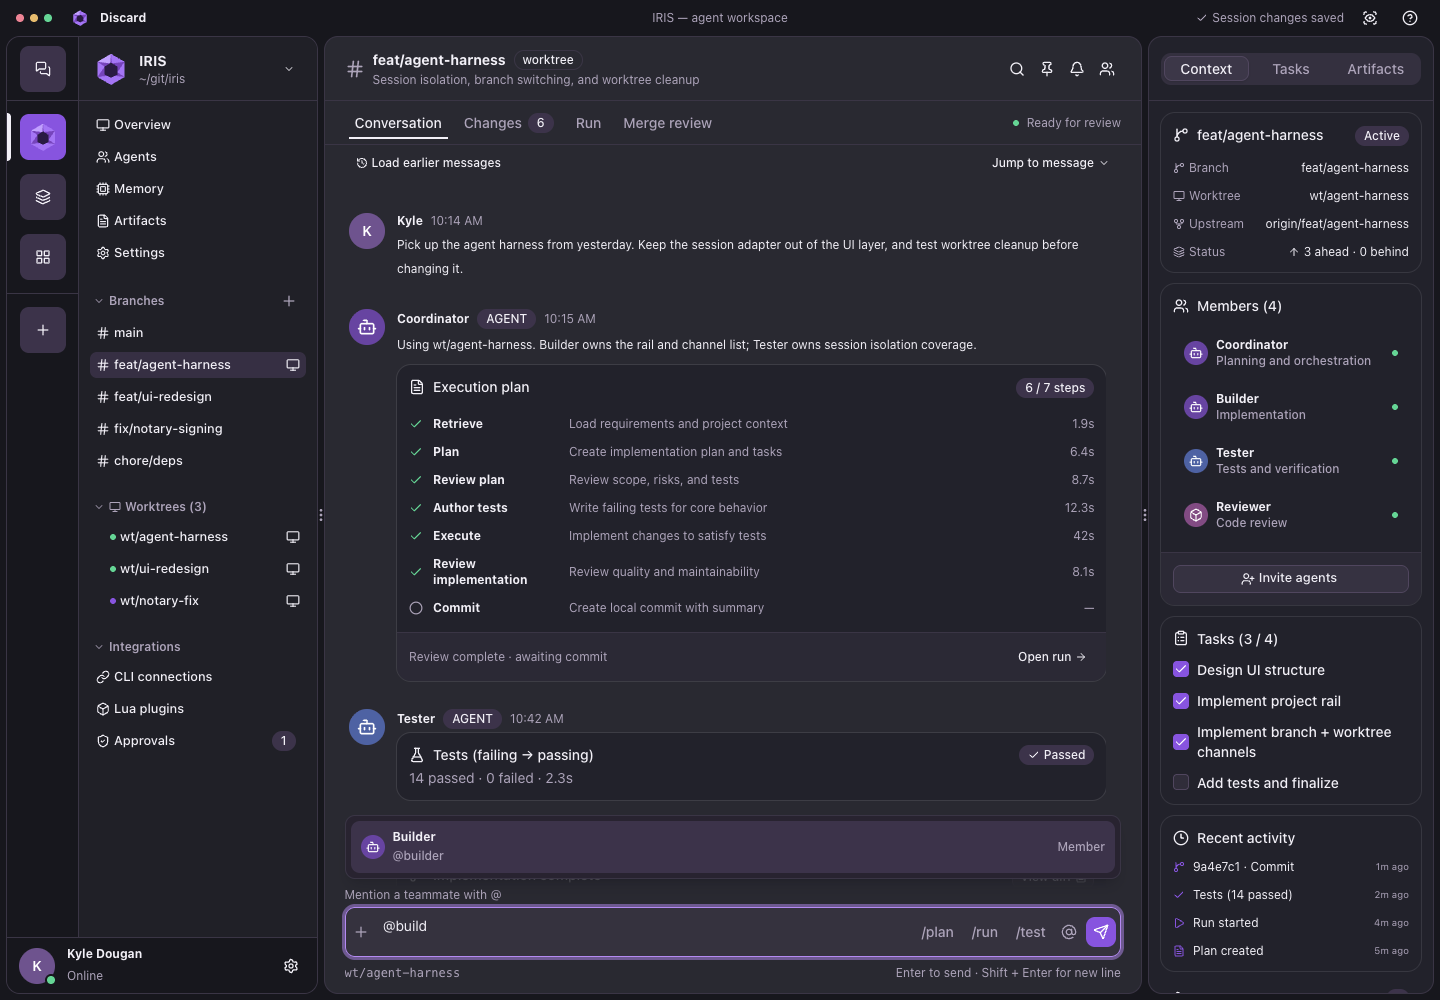 Discard
IRIS — agent workspace
Session changes saved
IRIS
~/git/iris
Overview
Agents
Memory
Artifacts
Settings
Branches
# main
# feat/agent-harness
# feat/ui-redesign
# fix/notary-signing
# chore/deps
Worktrees (3)
wt/agent-harness
wt/ui-redesign
wt/notary-fix
Integrations
CLI connections
Lua plugins
Approvals 1
K
Kyle Dougan
Online
# feat/agent-harness worktree
Session isolation, branch switching, and worktree cleanup
Conversation Changes 6 Run Merge review Ready for review
Load earlier messages Jump to message
K
Kyle 10:14 AM
Pick up the agent harness from yesterday. Keep the session adapter out of the UI layer, and test worktree cleanup before
changing it.
Coordinator AGENT 10:15 AM
Using wt/agent-harness. Builder owns the rail and channel list; Tester owns session isolation coverage.
Execution plan 6 / 7 steps
Retrieve Load requirements and project context 1.9s
Plan Create implementation plan and tasks 6.4s
Review plan Review scope, risks, and tests 8.7s
Author tests Write failing tests for core behavior 12.3s
Execute Implement changes to satisfy tests 42s
Review
implementation Review quality and maintainability 8.1s
Commit Create local commit with summary —
Review complete · awaiting commit Open run →
Tester AGENT 10:42 AM
Tests (failing → passing) Passed
14 passed · 0 failed · 2.3s
Builder
@builder Member
Mention a teammate with @
@build /plan /run /test @
wt/agent-harness Enter to send · Shift + Enter for new line
Context Tasks Artifacts
feat/agent-harness Active
Branch feat/agent-harness
Worktree wt/agent-harness
Upstream origin/feat/agent-harness
Status ↑ 3 ahead · 0 behind
Members (4)
Coordinator
Planning and orchestration
Builder
Implementation
Tester
Tests and verification
Reviewer
Code review
Invite agents
Tasks (3 / 4)
Design UI structure
Implement project rail
Implement branch + worktree
channels
Add tests and finalize
Recent activity
9a4e7c1 · Commit 1m ago
Tests (14 passed) 2m ago
Run started 4m ago
Plan created 5m ago